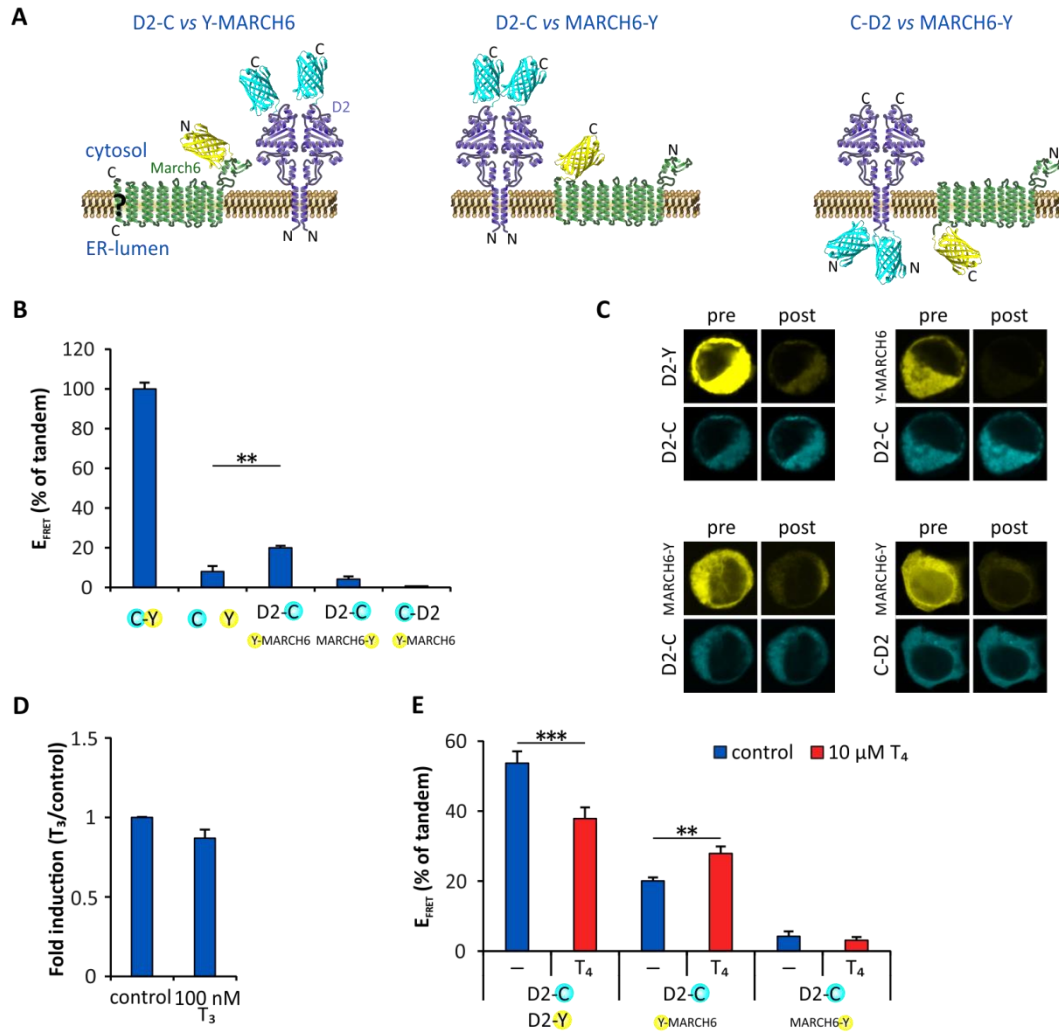 A
D2-C vs Y-MARCH6
D2-C vs MARCH6-Y
C-D2 vs MARCH6-Y
C
C
D2
N
cytosol
March6
C
?
C
ER-lumen
N N
C C
C
N
N N
C C
N
N
N
C
B
E_FRET (% of tandem)
120
100
80
60
40
20
0
**
C-Y
C Y
D2-C
Y-MARCH6
D2-C
MARCH6-Y
C-D2
Y-MARCH6
C
pre post
D2-Y
D2-C
pre post
Y-MARCH6
D2-C
pre post
MARCH6-Y
D2-C
pre post
MARCH6-Y
C-D2
D
Fold induction (T₃/control)
1.5
1
0.5
0
control
100 nM
T₃
E
E_FRET (% of tandem)
60
40
20
0
control
10 µM T₄
***
**
– T₄ – T₄ – T₄
D2-C D2-C D2-C
D2-Y Y-MARCH6 MARCH6-Y